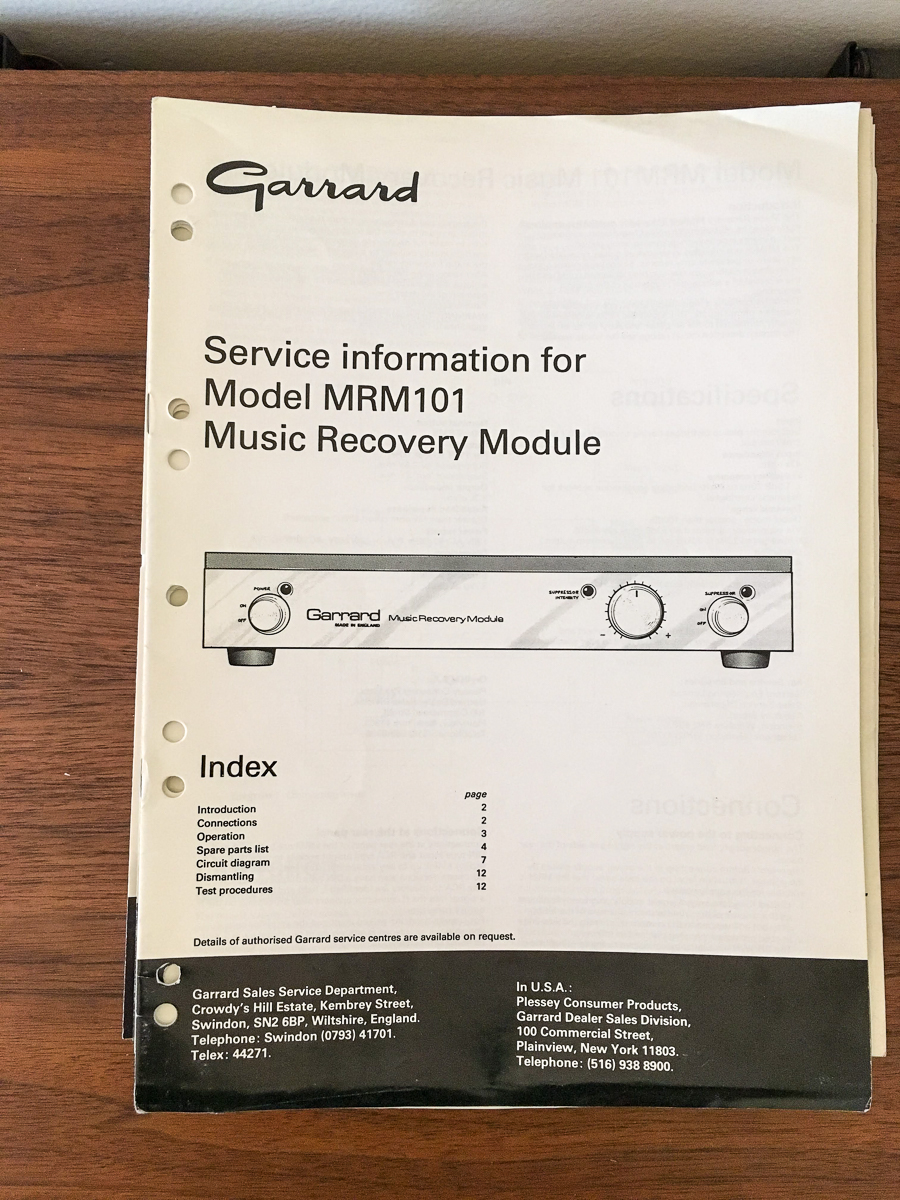 Garrard
Service information for
Model MRM101
Music Recovery Module
POWER
ON
OFF
Garrard Music Recovery Module
MADE IN ENGLAND
SUPPRESSOR
INTENSITY
– +
SUPPRESSOR
ON
OFF
Index
page
Introduction 2
Connections 2
Operation 3
Spare parts list 4
Circuit diagram 7
Dismantling 12
Test procedures 12
Details of authorised Garrard service centres are available on request.
Garrard Sales Service Department,
Crowdy's Hill Estate, Kembrey Street,
Swindon, SN2 6BP, Wiltshire, England.
Telephone: Swindon (0793) 41701.
Telex: 44271.
In U.S.A.:
Plessey Consumer Products,
Garrard Dealer Sales Division,
100 Commercial Street,
Plainview, New York 11803.
Telephone: (516) 938 8900.